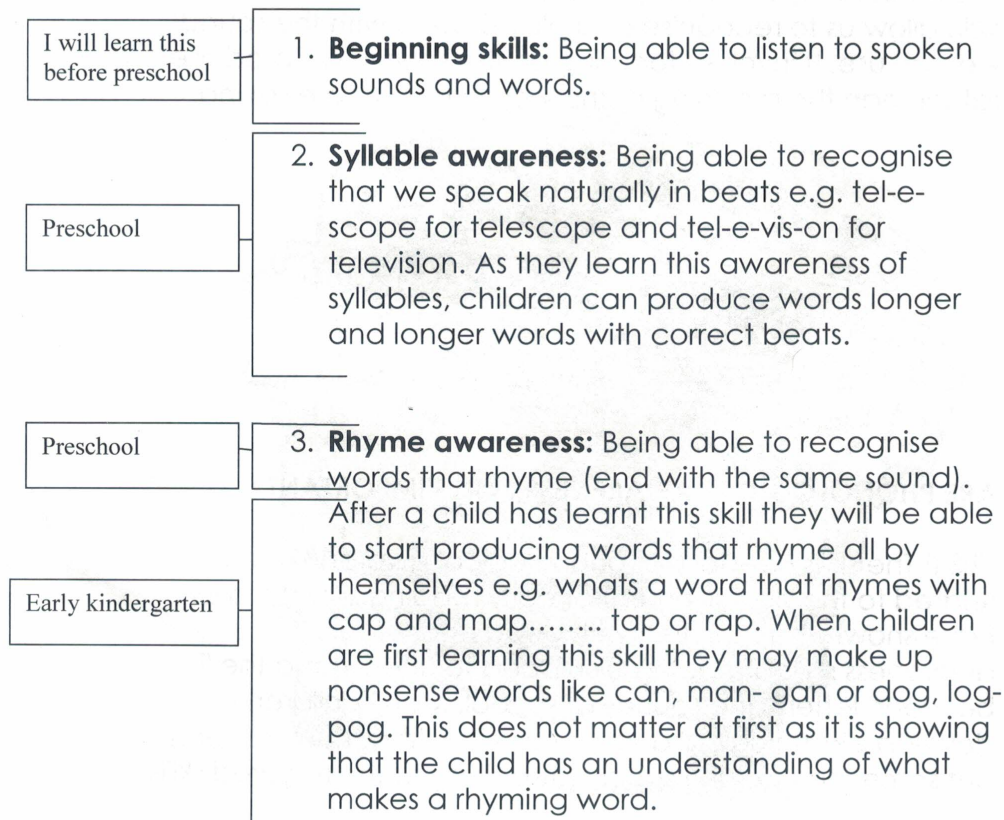 I will learn this
before preschool
1. Beginning skills: Being able to listen to spoken
sounds and words.
Preschool
2. Syllable awareness: Being able to recognise
that we speak naturally in beats e.g. tel-e-
scope for telescope and tel-e-vis-on for
television. As they learn this awareness of
syllables, children can produce words longer
and longer words with correct beats.
Preschool
3. Rhyme awareness: Being able to recognise
words that rhyme (end with the same sound).
Early kindergarten
After a child has learnt this skill they will be able
to start producing words that rhyme all by
themselves e.g. whats a word that rhymes with
cap and map........ tap or rap. When children
are first learning this skill they may make up
nonsense words like can, man- gan or dog, log-
pog. This does not matter at first as it is showing
that the child has an understanding of what
makes a rhyming word.